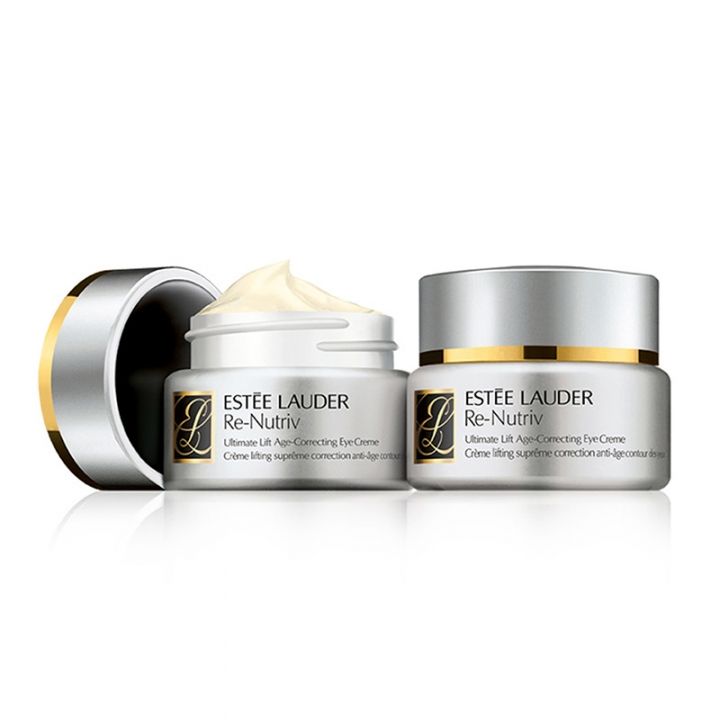 ESTĒE LAUDER
Re-Nutriv
Ultimate Lift Age-Correcting Eye Creme
Crème lifting suprême correction anti-âge contour
ESTĒE LAUDER
Re-Nutriv
Ultimate Lift Age-Correcting Eye Creme
Crème lifting suprême correction anti-âge contour des yeux